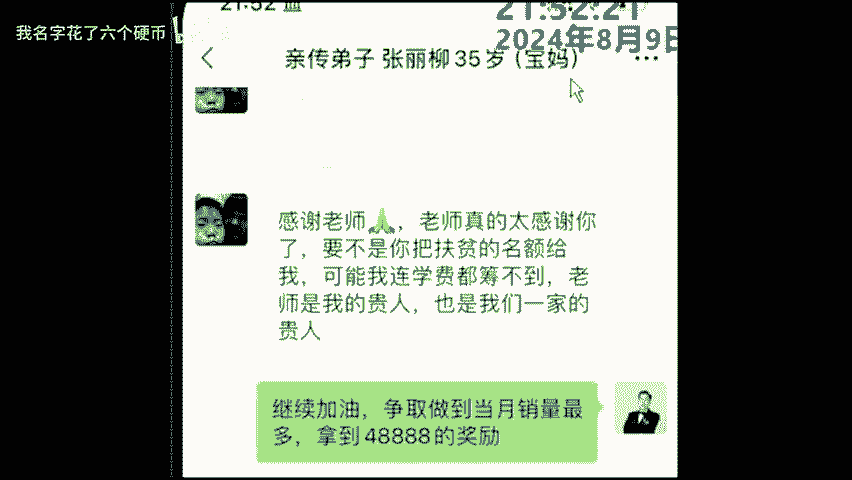 我名字花了六个硬币
21:52
21:52:21
2024年8月9日
亲传弟子 张丽柳35岁（宝妈）
感谢老师🙏，老师真的太感谢你
了，要不是你把扶贫的名额给
我，可能我连学费都筹不到，老
师是我的贵人，也是我们一家的
贵人
继续加油，争取做到当月销量最
多，拿到48888的奖励